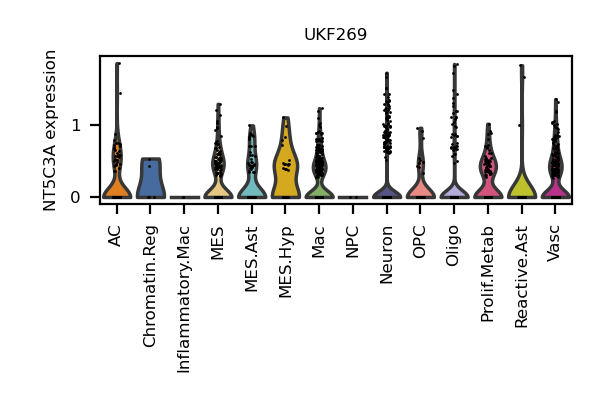 UKF269
NT5C3A expression
1
0
AC
Chromatin.Reg
Inflammatory.Mac
MES
MES.Ast
MES.Hyp
Mac
NPC
Neuron
OPC
Oligo
Prolif.Metab
Reactive.Ast
Vasc